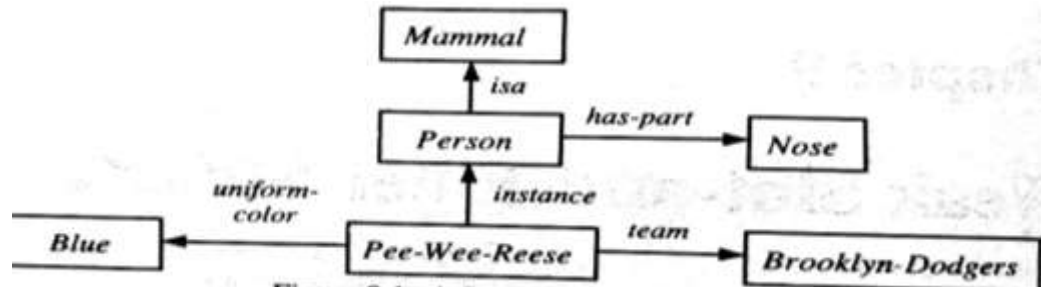 Mammal
isa
has-part
Person
Nose
uniform-
color
instance
team
Blue
Pee-Wee-Reese
Brooklyn-Dodgers